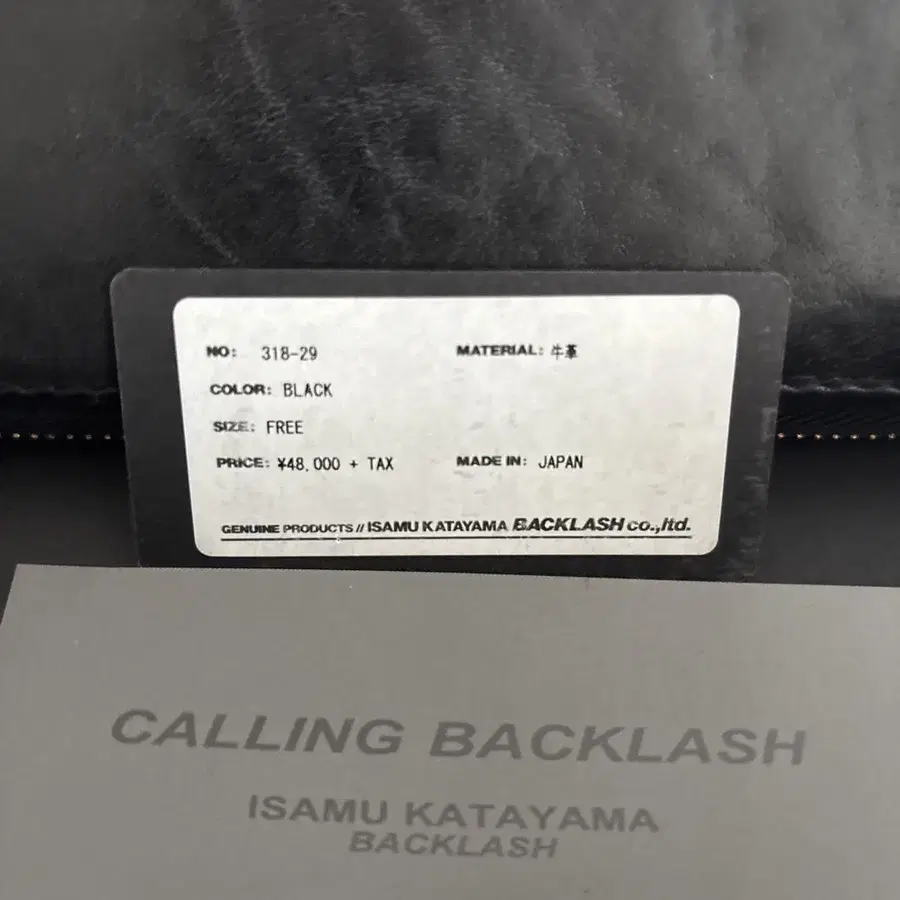 NO: 318-29
MATERIAL: 牛革
COLOR: BLACK
SIZE: FREE
PRICE: ¥48,000 + TAX
MADE IN: JAPAN
GENUINE PRODUCTS // ISAMU KATAYAMA BACKLASH co.,ltd.
CALLING BACKLASH
ISAMU KATAYAMA
BACKLASH